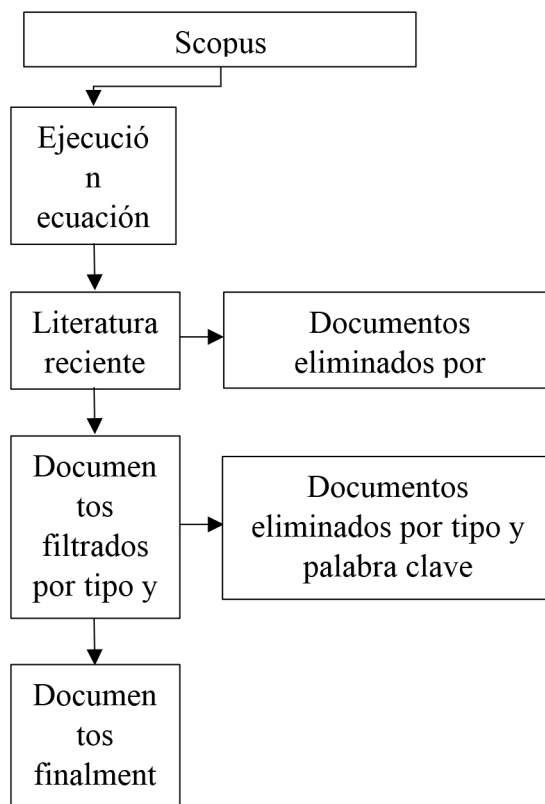 Scopus
Ejecució
n
ecuación
Literatura
reciente
Documentos
eliminados por
Documen
tos
filtrados
por tipo y
Documentos
eliminados por tipo y
palabra clave
Documen
tos
finalment